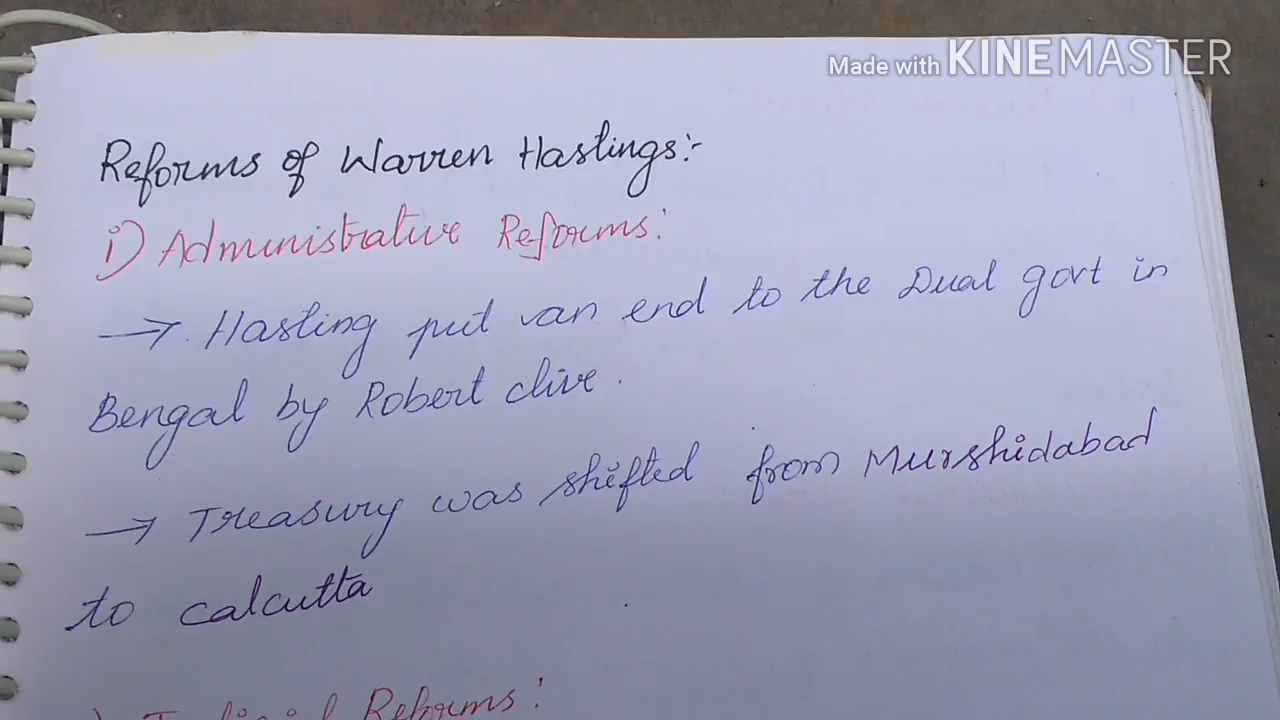 Made with KINEMASTER
Reforms of Warren Hastings:-
i) Administrative Reforms:
→ Hasting put an end to the Dual govt in
Bengal by Robert clive.
→ Treasury was shifted from Murshidabad
to calcutta
Reforms: